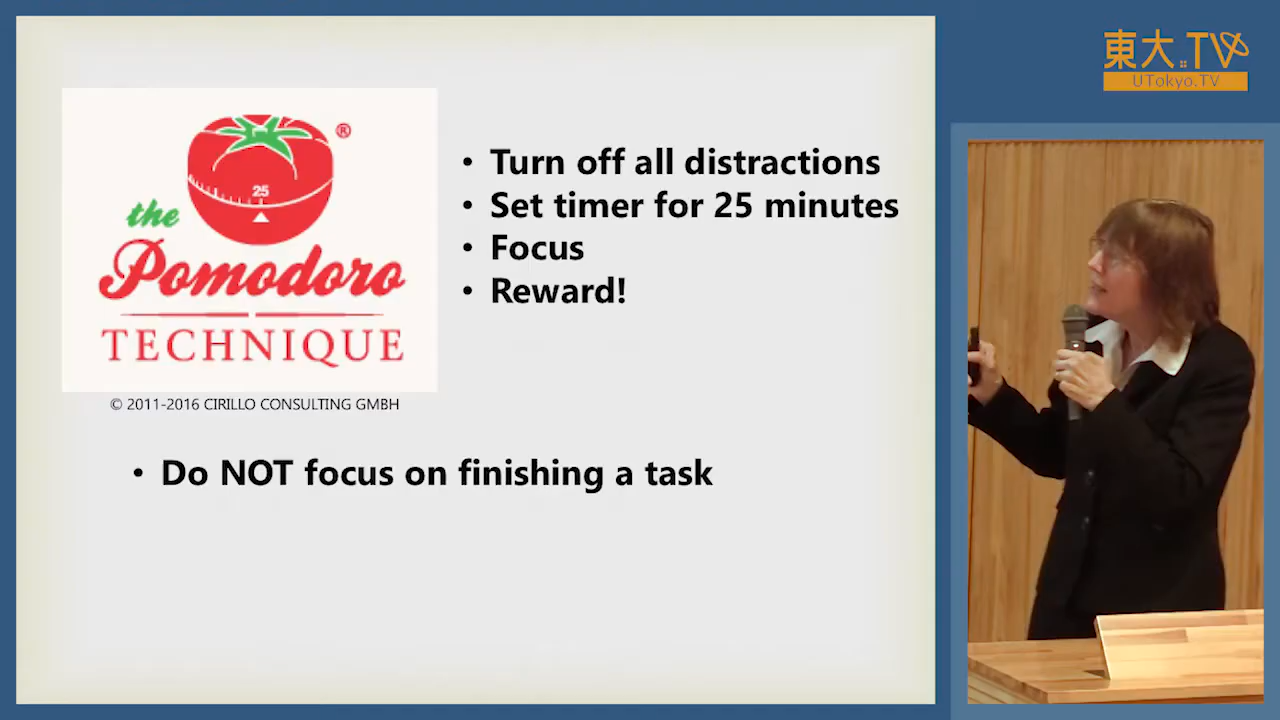 東大.TV
UTokyo.TV
25
®
the
Pomodoro
TECHNIQUE
© 2011-2016 CIRILLO CONSULTING GMBH
• Turn off all distractions
• Set timer for 25 minutes
• Focus
• Reward!
• Do NOT focus on finishing a task